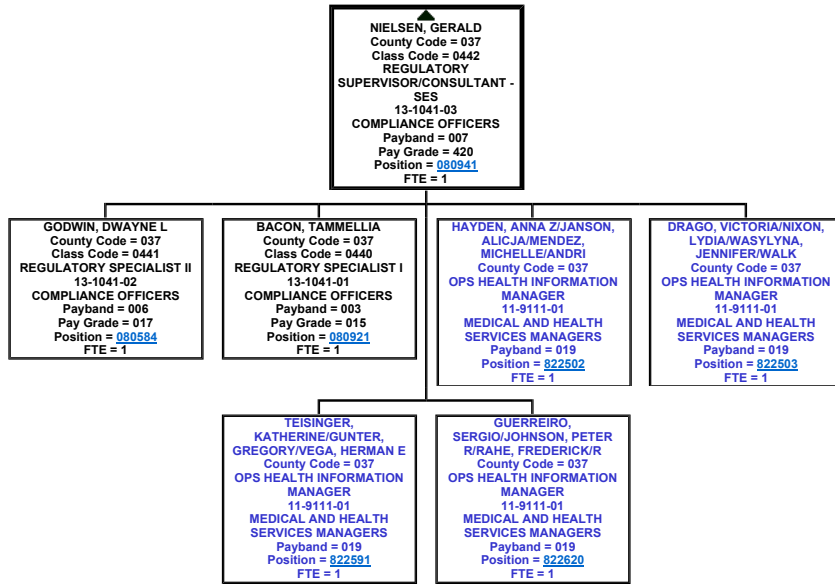 NIELSEN, GERALD
County Code = 037
Class Code = 0442
REGULATORY
SUPERVISOR/CONSULTANT -
SES
13-1041-03
COMPLIANCE OFFICERS
Payband = 007
Pay Grade = 420
Position = 080941
FTE = 1
GODWIN, DWAYNE L
County Code = 037
Class Code = 0441
REGULATORY SPECIALIST II
13-1041-02
COMPLIANCE OFFICERS
Payband = 006
Pay Grade = 017
Position = 080584
FTE = 1
BACON, TAMMELLIA
County Code = 037
Class Code = 0440
REGULATORY SPECIALIST I
13-1041-01
COMPLIANCE OFFICERS
Payband = 003
Pay Grade = 015
Position = 080921
FTE = 1
HAYDEN, ANNA Z/JANSON,
ALICJA/MENDEZ,
MICHELLE/ANDRI
County Code = 037
OPS HEALTH INFORMATION
MANAGER
11-9111-01
MEDICAL AND HEALTH
SERVICES MANAGERS
Payband = 019
Position = 822502
FTE = 1
DRAGO, VICTORIA/NIXON,
LYDIA/WASYLYNA,
JENNIFER/WALK
County Code = 037
OPS HEALTH INFORMATION
MANAGER
11-9111-01
MEDICAL AND HEALTH
SERVICES MANAGERS
Payband = 019
Position = 822503
FTE = 1
TEISINGER,
KATHERINE/GUNTER,
GREGORY/VEGA, HERMAN E
County Code = 037
OPS HEALTH INFORMATION
MANAGER
11-9111-01
MEDICAL AND HEALTH
SERVICES MANAGERS
Payband = 019
Position = 822591
FTE = 1
GUERREIRO,
SERGIO/JOHNSON, PETER
R/RAHE, FREDERICK/R
County Code = 037
OPS HEALTH INFORMATION
MANAGER
11-9111-01
MEDICAL AND HEALTH
SERVICES MANAGERS
Payband = 019
Position = 822620
FTE = 1